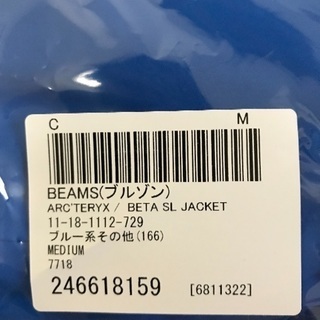 C M
BEAMS(ブルゾン)
ARC'TERYX / BETA SL JACKET
11-18-1112-729
ブルー系その他(166)
MEDIUM
7718
246618159 [6811322]